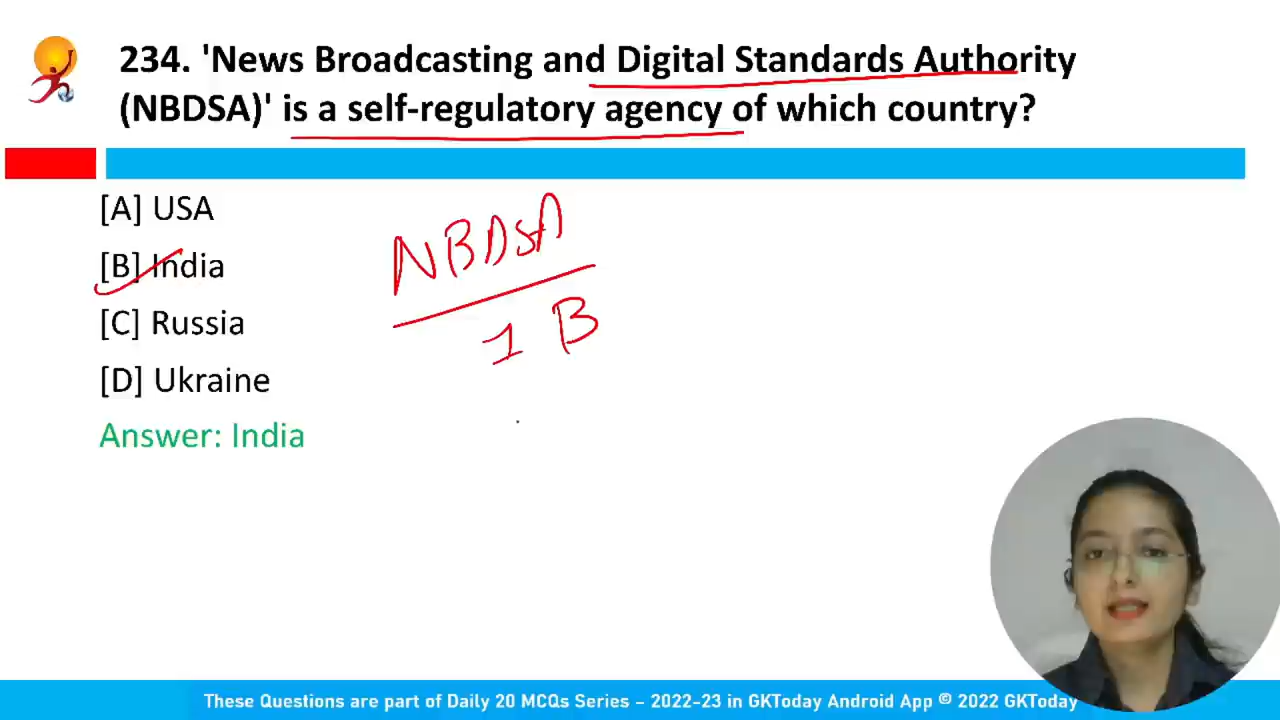 234. 'News Broadcasting and Digital Standards Authority
(NBDSA)' is a self-regulatory agency of which country?
[A] USA
[B] India
[C] Russia
[D] Ukraine
Answer: India
NBDSA
I B
These Questions are part of Daily 20 MCQs Series – 2022-23 in GKToday Android App © 2022 GKToday